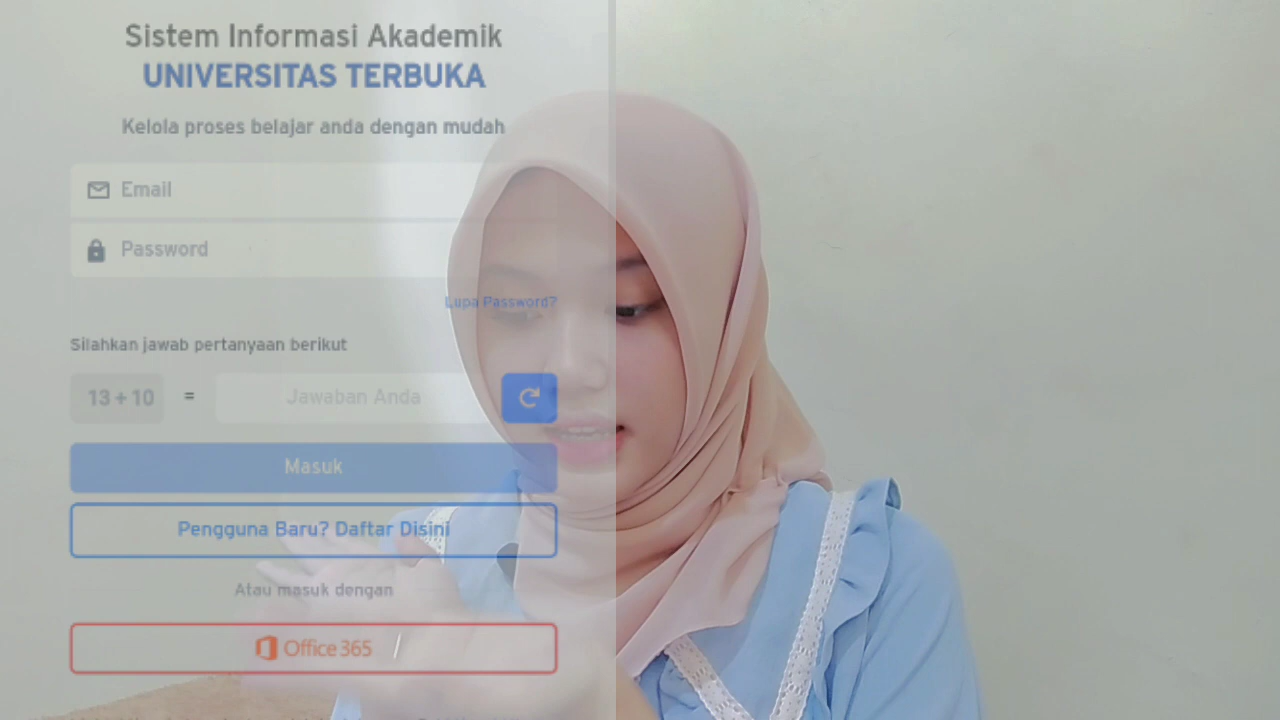 Sistem Informasi Akademik
UNIVERSITAS TERBUKA
Kelola proses belajar anda dengan mudah
Email
Password
Lupa Password?
Silahkan jawab pertanyaan berikut
13 + 10 = Jawaban Anda
Masuk
Pengguna Baru? Daftar Disini
Atau masuk dengan
Office 365